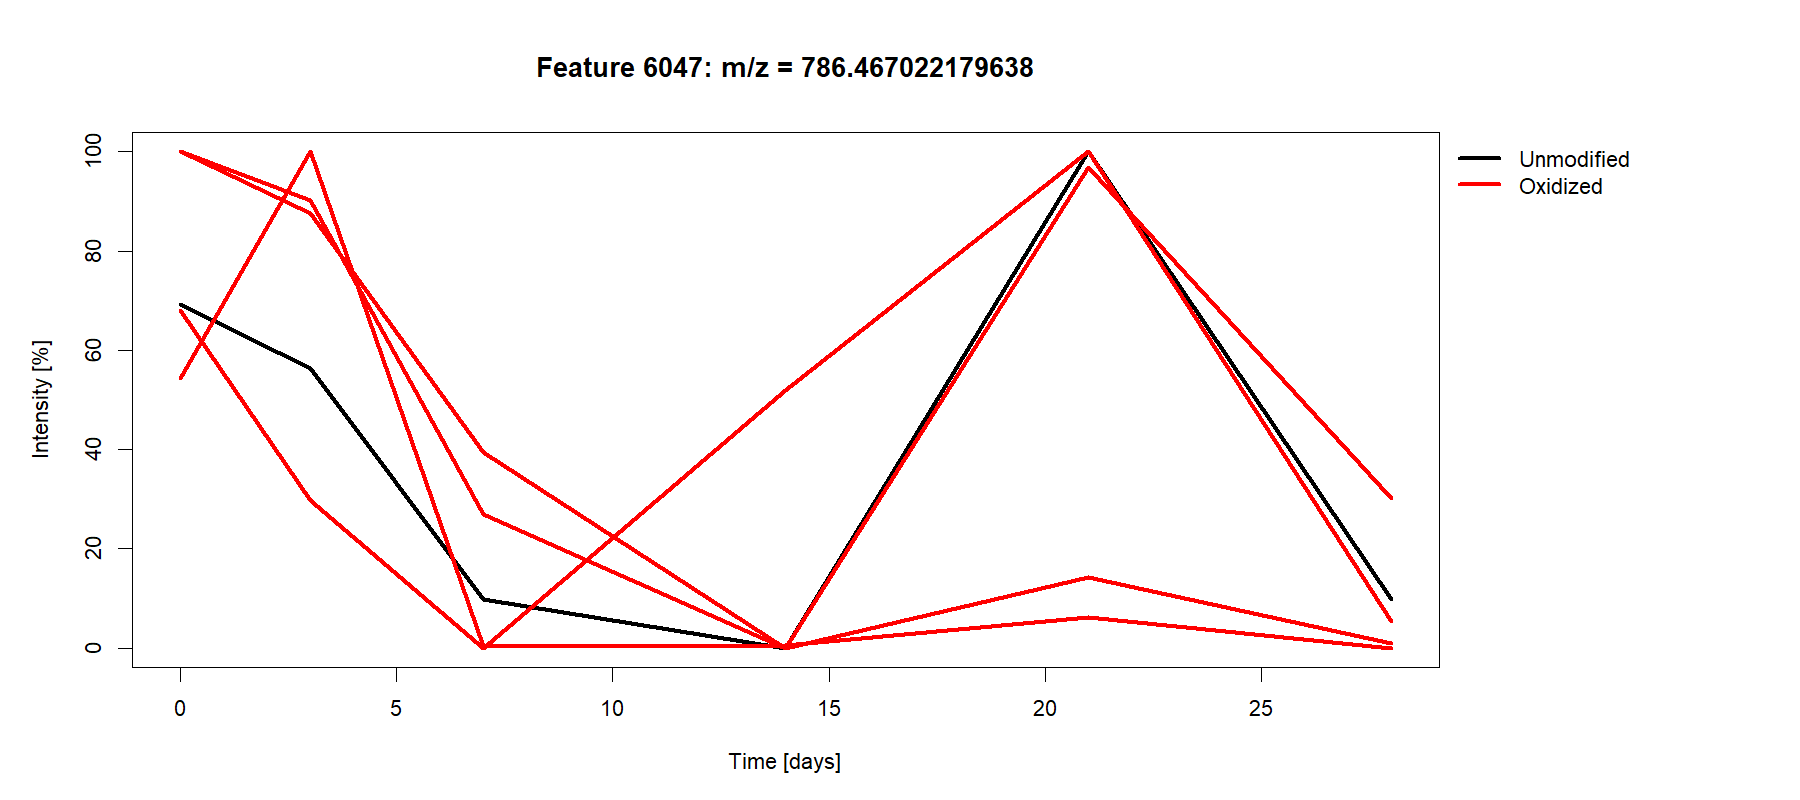 Feature 6047: m/z = 786.467022179638
100
80
60
40
20
0
Intensity [%]
0 5 10 15 20 25
Time [days]
Unmodified
Oxidized